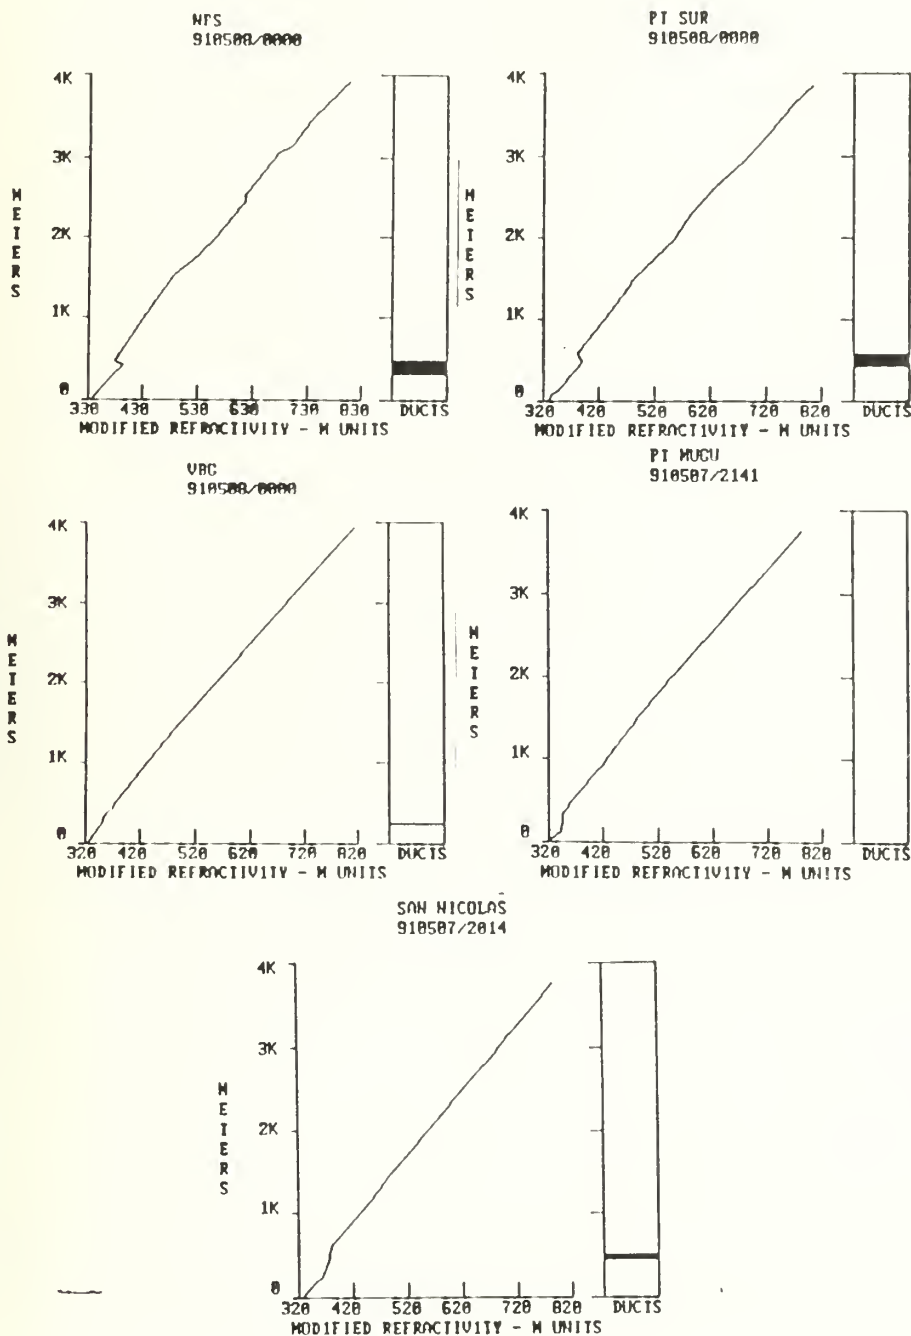 NPS
910508/0000
4K
3K
2K
1K
0
METERS
330 430 530 630 730 830
MODIFIED REFRACTIVITY - M UNITS
DUCTS
PT SUR
910508/0000
4K
3K
2K
1K
0
METERS
320 420 520 620 720 820
MODIFIED REFRACTIVITY - M UNITS
DUCTS
VBG
910508/0000
4K
3K
2K
1K
0
METERS
320 420 520 620 720 820
MODIFIED REFRACTIVITY - M UNITS
DUCTS
PT MUGU
910507/2141
4K
3K
2K
1K
0
METERS
320 420 520 620 720 820
MODIFIED REFRACTIVITY - M UNITS
DUCTS
SAN NICOLAS
910507/2014
4K
3K
2K
1K
0
METERS
320 420 520 620 720 820
MODIFIED REFRACTIVITY - M UNITS
DUCTS